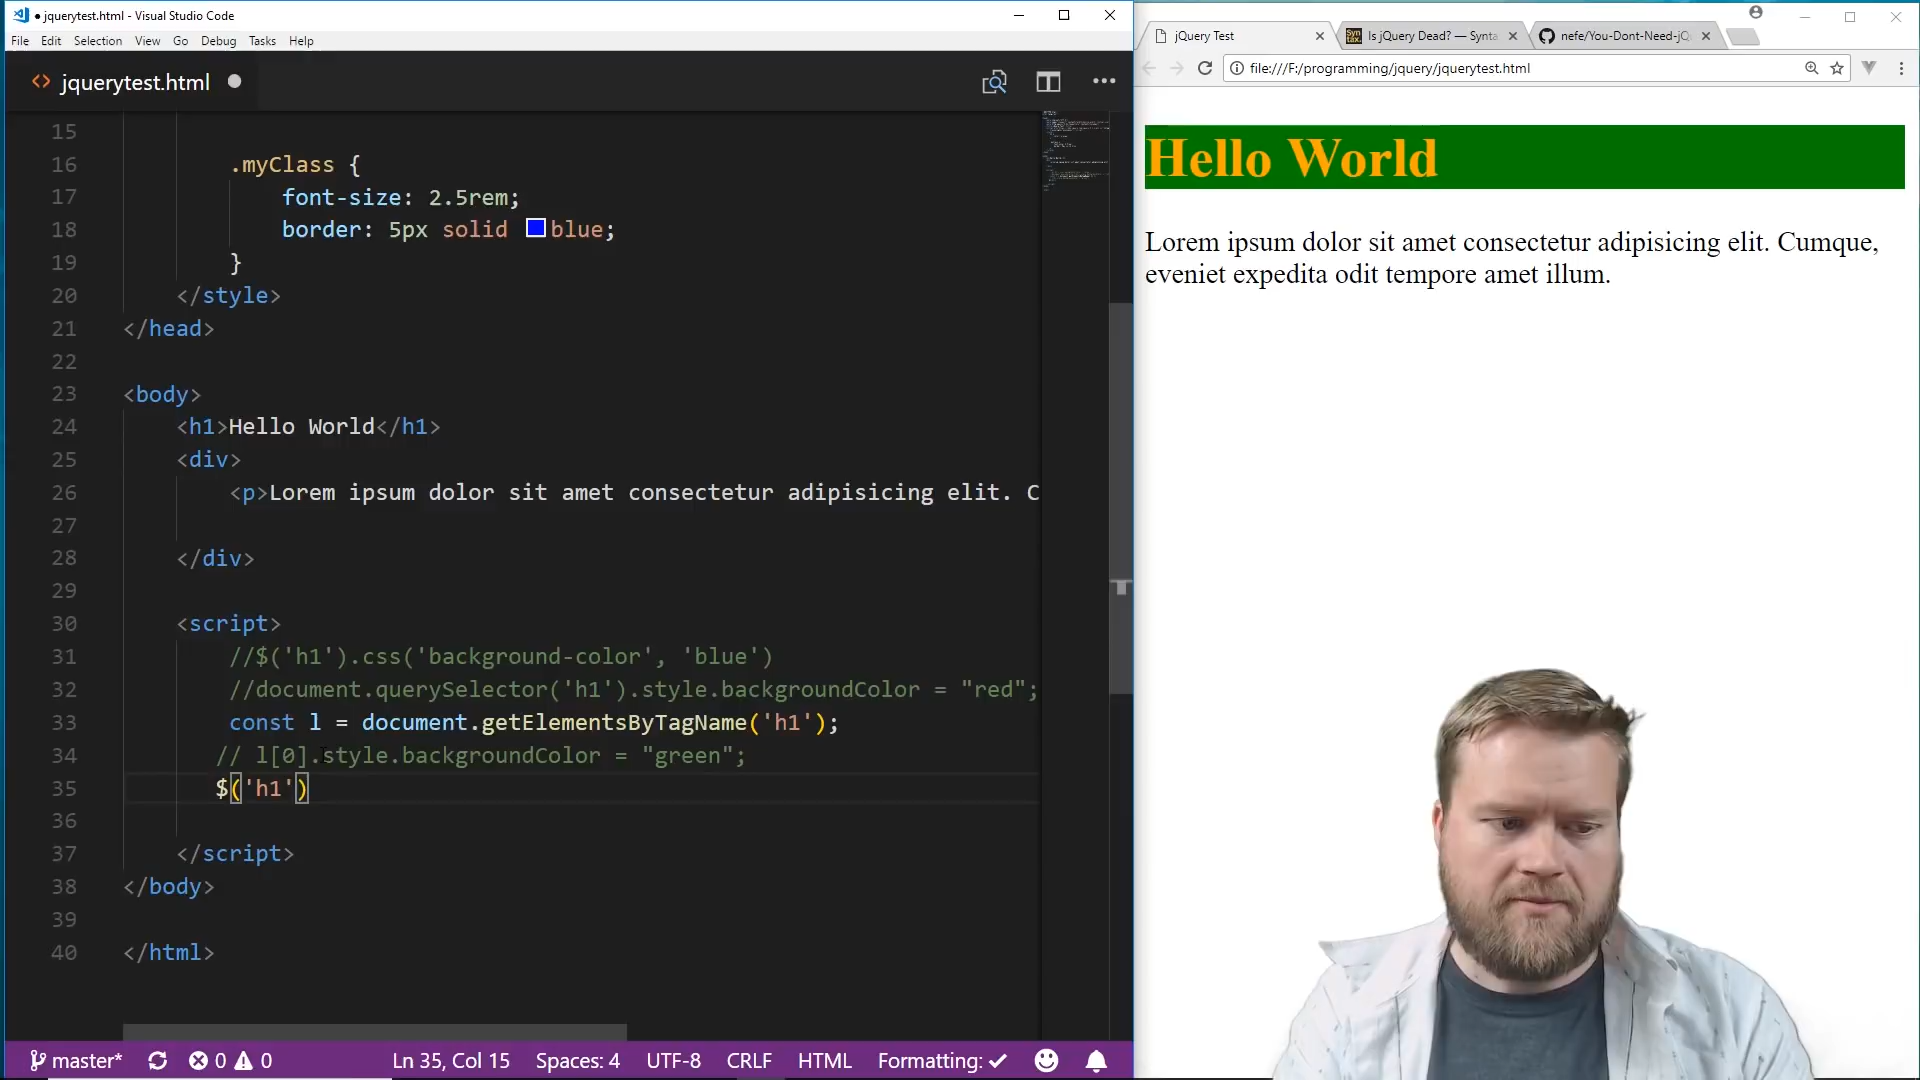 jquerytest.html - Visual Studio Code
File Edit Selection View Go Debug Tasks Help
jquerytest.html
15
16 .myClass {
17 font-size: 2.5rem;
18 border: 5px solid blue;
19 }
20 </style>
21 </head>
22
23 <body>
24 <h1>Hello World</h1>
25 <div>
26 <p>Lorem ipsum dolor sit amet consectetur adipisicing elit. C
27
28 </div>
29
30 <script>
31 //$('h1').css('background-color', 'blue')
32 //document.querySelector('h1').style.backgroundColor = "red";
33 const l = document.getElementsByTagName('h1');
34 // l[0].style.backgroundColor = "green";
35 $('h1')
36
37 </script>
38 </body>
39
40 </html>
master* 0 0 Ln 35, Col 15 Spaces: 4 UTF-8 CRLF HTML Formatting:
jQuery Test
Is jQuery Dead? — Synta
nefe/You-Dont-Need-jQ
file:///F:/programming/jquery/jquerytest.html
Hello World
Lorem ipsum dolor sit amet consectetur adipisicing elit. Cumque,
eveniet expedita odit tempore amet illum.